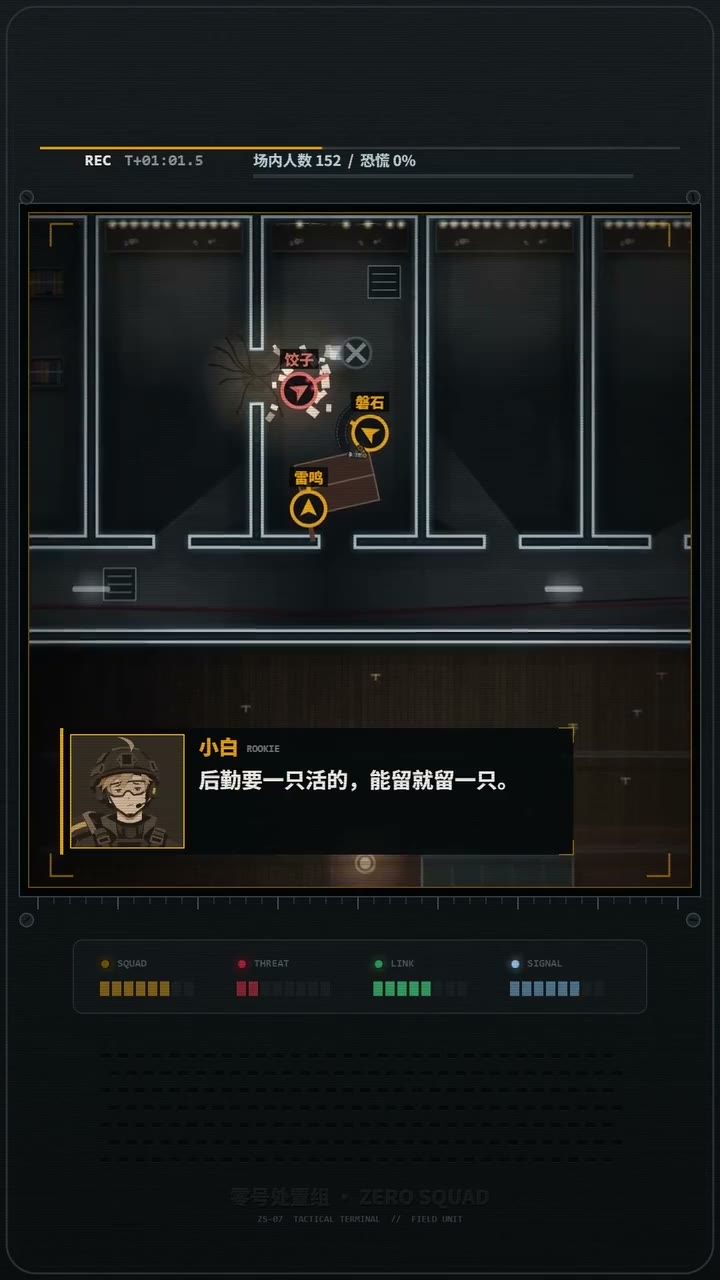 REC T+01:01.5 场内人数 152 / 恐慌 0%
饺子
磐石
雷鸣
小白 ROOKIE
后勤要一只活的，能留就留一只。
SQUAD THREAT LINK SIGNAL
零号处置组 · ZERO SQUAD
ZS-07 TACTICAL TERMINAL // FIELD UNIT